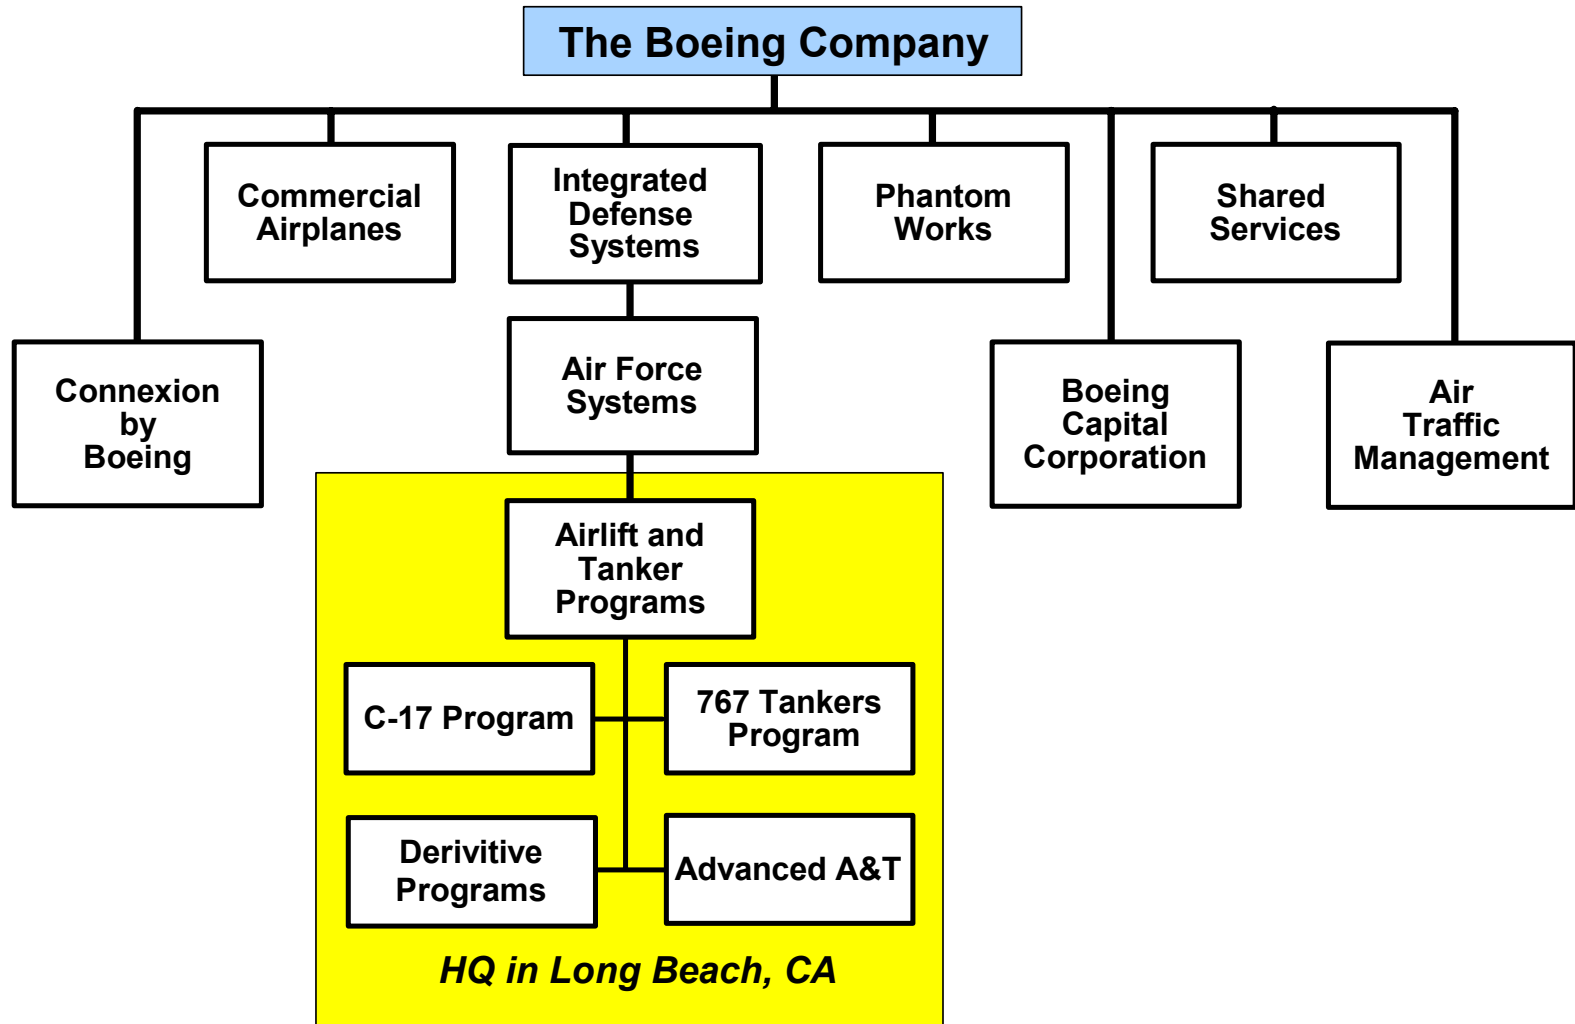 The Boeing Company
Commercial
Airplanes
Integrated
Defense
Systems
Phantom
Works
Shared
Services
Connexion
by
Boeing
Air Force
Systems
Boeing
Capital
Corporation
Air
Traffic
Management
Airlift and
Tanker
Programs
C-17 Program
767 Tankers
Program
Derivitive
Programs
Advanced A&T
HQ in Long Beach, CA